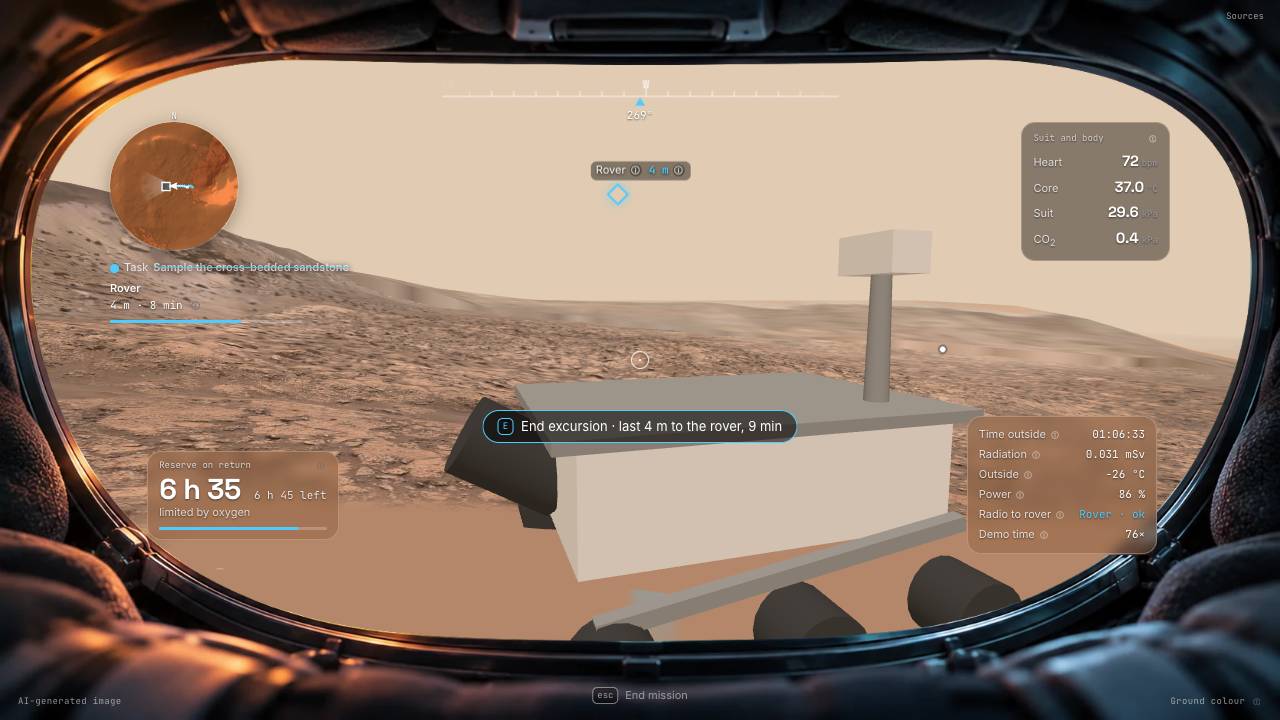 Sources
W
269°
N
Rover ⓘ 4 m ⓘ
Suit and body ⓘ
Heart 72 bpm
Core 37.0 °C
Suit 29.6 kPa
CO2 0.4 kPa
Task Sample the cross-bedded sandstone
Rover
4 m · 8 min
E End excursion · last 4 m to the rover, 9 min
Reserve on return
6 h 35 6 h 45 left
limited by oxygen
Time outside ⓘ 01:06:33
Radiation ⓘ 0.031 mSv
Outside ⓘ -26 °C
Power ⓘ 86 %
Radio to rover ⓘ Rover · ok
Demo time ⓘ 76×
esc End mission
AI-generated image
Ground colour ⓘ